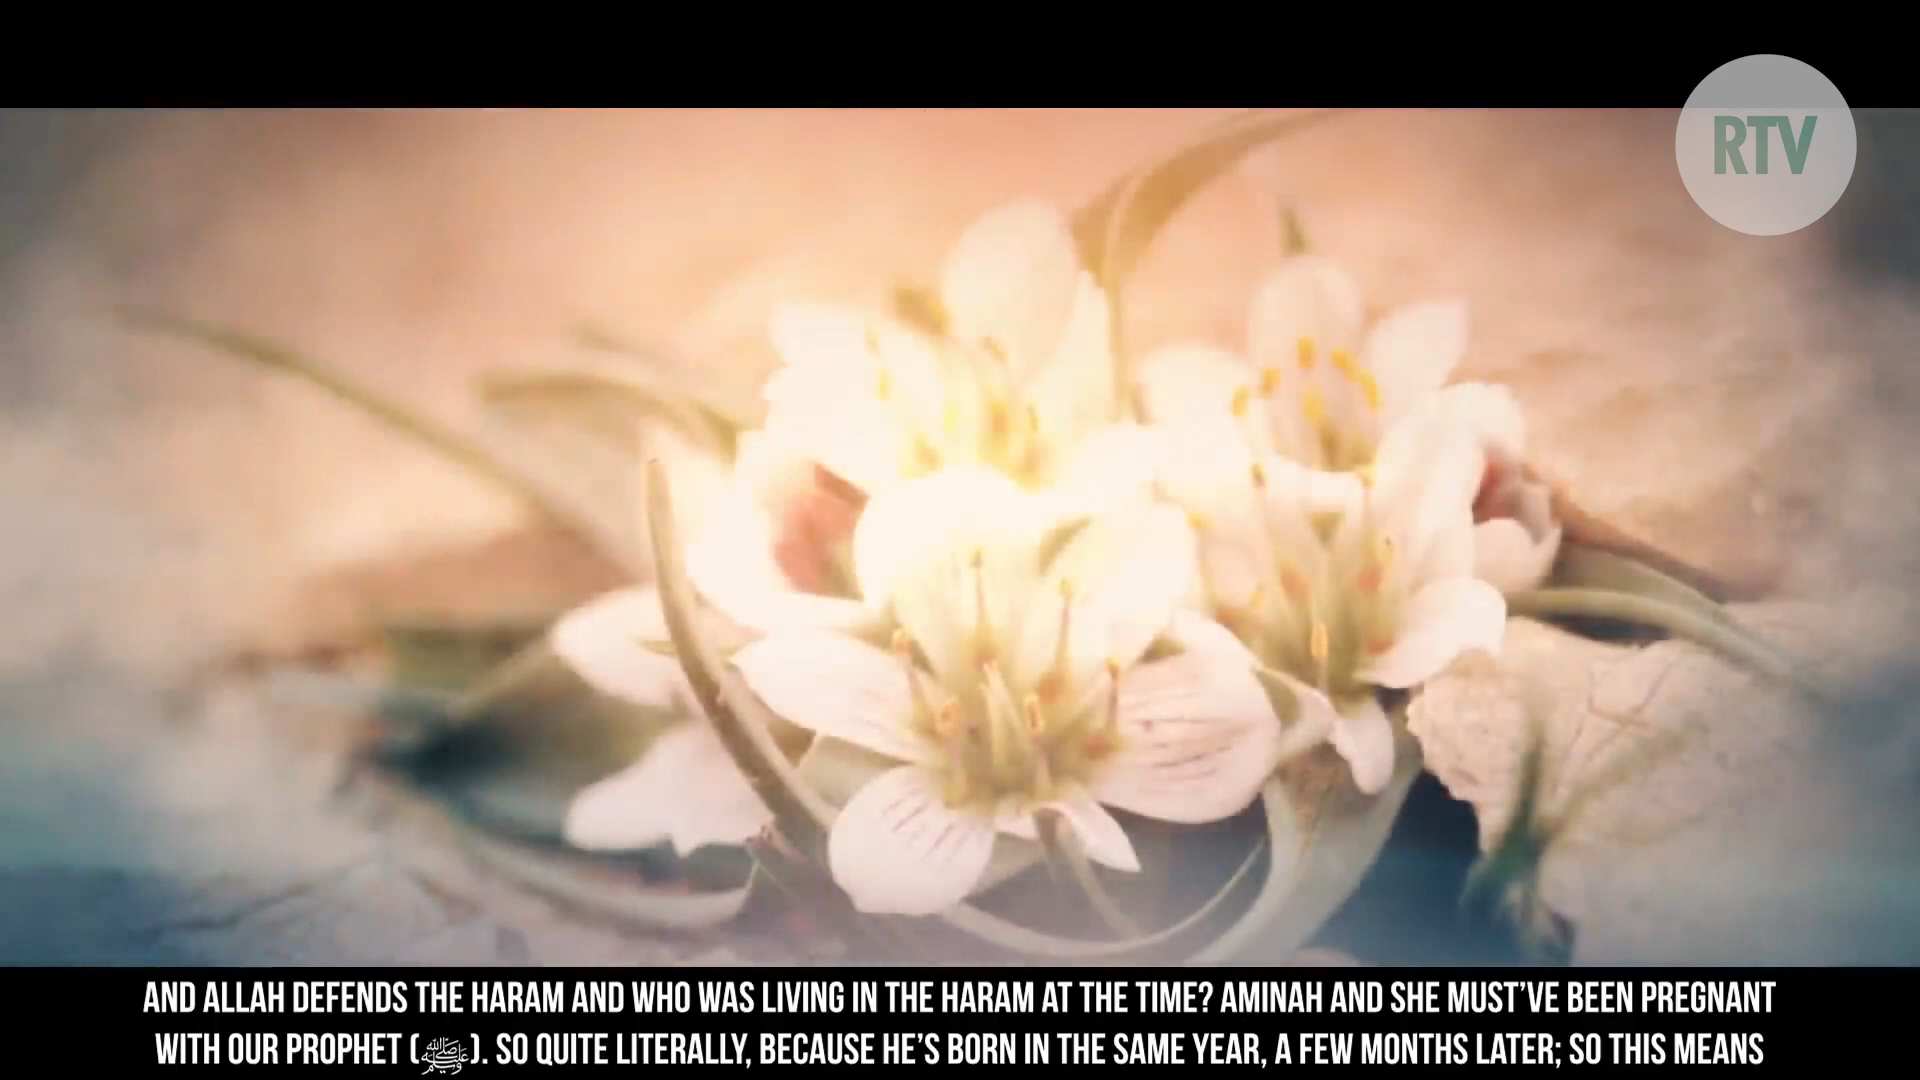 RTV
AND ALLAH DEFENDS THE HARAM AND WHO WAS LIVING IN THE HARAM AT THE TIME? AMINAH AND SHE MUST'VE BEEN PREGNANT
WITH OUR PROPHET (ﷺ). SO QUITE LITERALLY, BECAUSE HE'S BORN IN THE SAME YEAR, A FEW MONTHS LATER; SO THIS MEANS